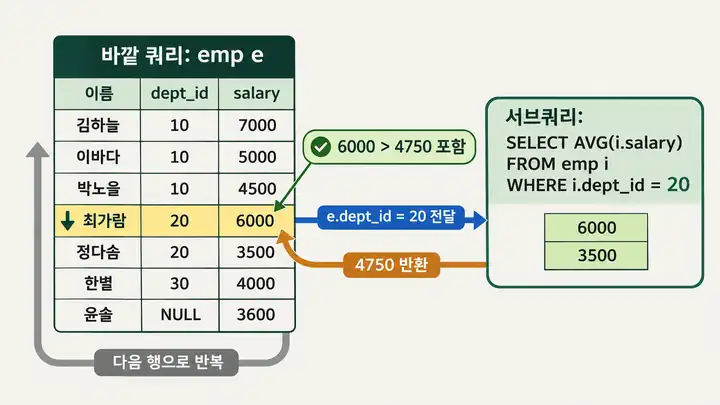 바깥 쿼리: emp e
이름 dept_id salary
김하늘 10 7000
이바다 10 5000
박노을 10 4500
최가람 20 6000
정다솜 20 3500
한별 30 4000
윤솔 NULL 3600
다음 행으로 반복
6000 > 4750 포함
e.dept_id = 20 전달
4750 반환
서브쿼리:
SELECT AVG(i.salary)
FROM emp i
WHERE i.dept_id = 20
6000
3500